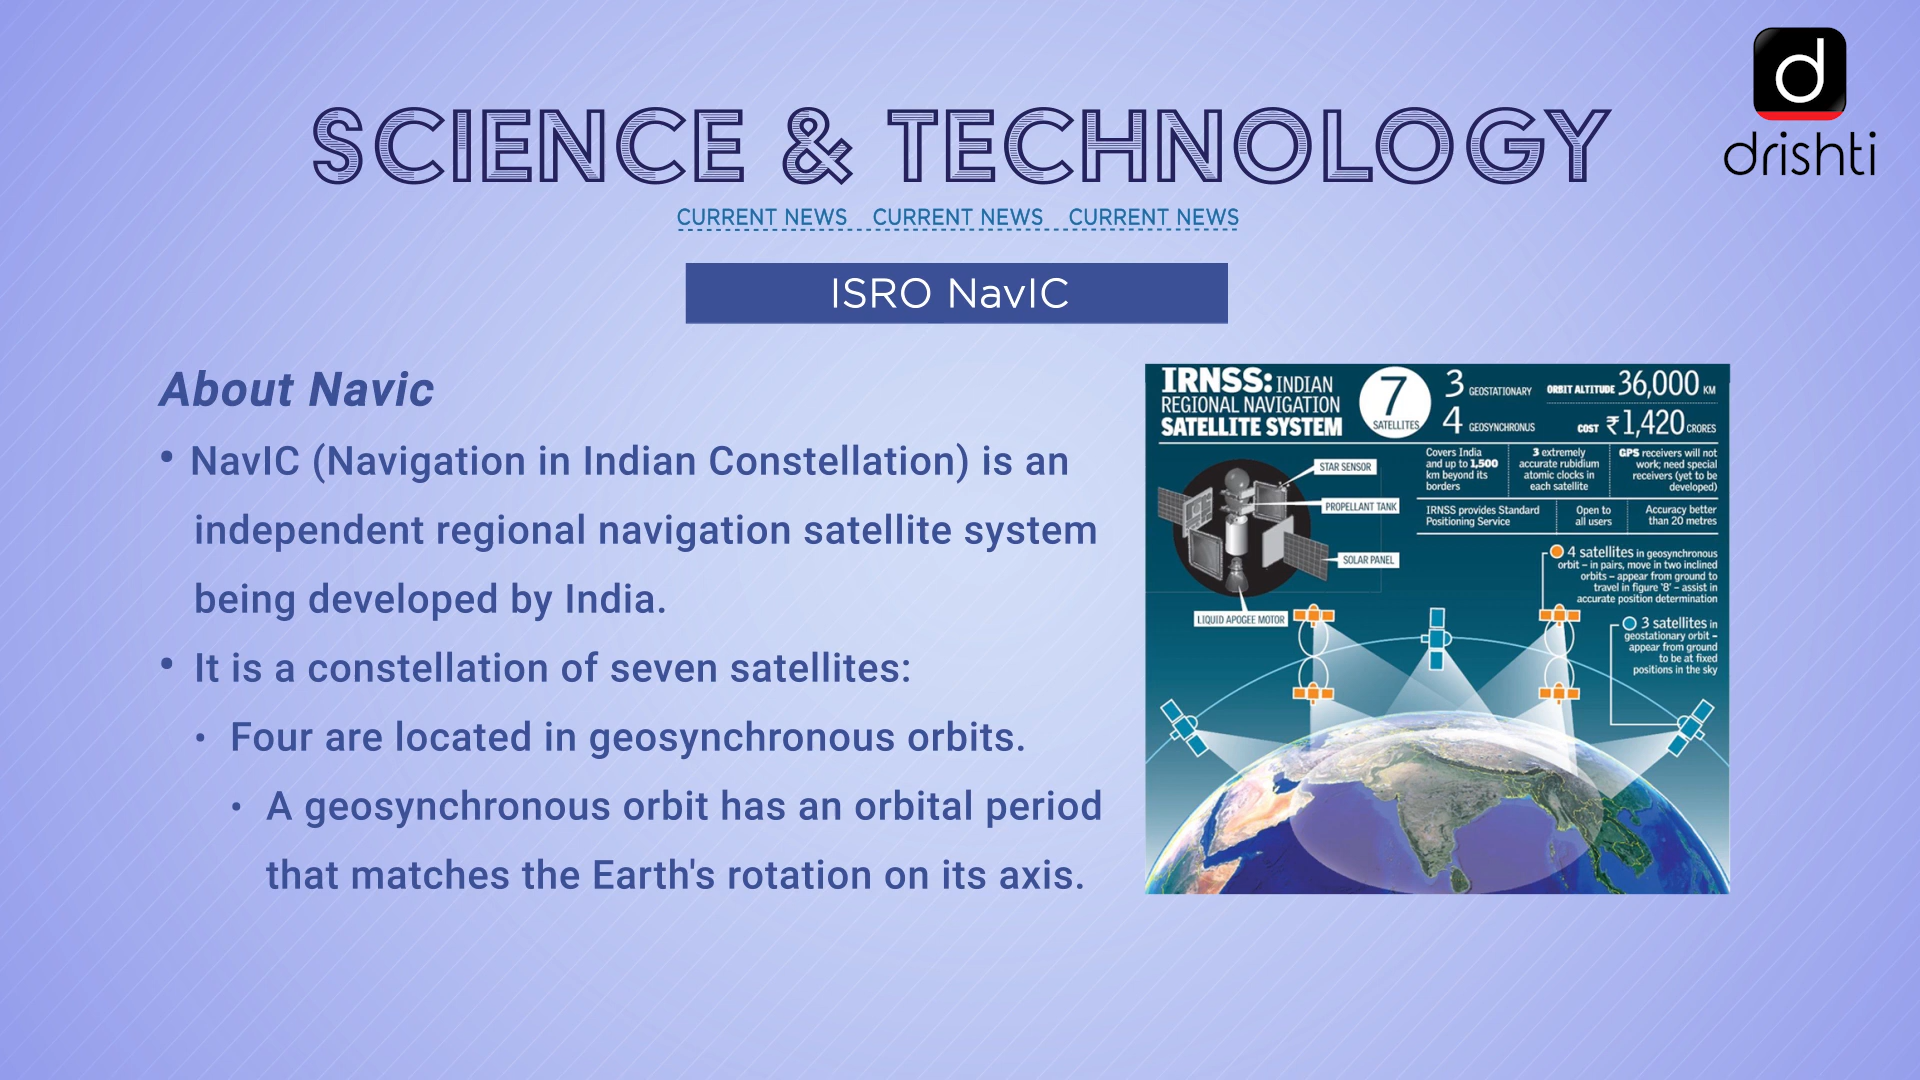 d
drishti
SCIENCE & TECHNOLOGY
CURRENT NEWS CURRENT NEWS CURRENT NEWS
ISRO NavIC
About Navic
• NavIC (Navigation in Indian Constellation) is an
independent regional navigation satellite system
being developed by India.
• It is a constellation of seven satellites:
• Four are located in geosynchronous orbits.
• A geosynchronous orbit has an orbital period
that matches the Earth's rotation on its axis.
IRNSS: INDIAN
REGIONAL NAVIGATION
SATELLITE SYSTEM
7
SATELLITES
3 GEOSTATIONARY
4 GEOSYNCHRONUS
ORBIT ALTITUDE 36,000 KM
COST ₹1,420 CRORES
Covers India
and up to 1,500
km beyond its
borders
3 extremely
accurate rubidium
atomic clocks in
each satellite
GPS receivers will not
work; need special
receivers (yet to be
developed)
IRNSS provides Standard
Positioning Service
Open to
all users
Accuracy better
than 20 metres
STAR SENSOR
PROPELLANT TANK
SOLAR PANEL
LIQUID APOGEE MOTOR
4 satellites in geosynchronous
orbit – in pairs, move in two inclined
orbits – appear from ground to
travel in figure '8' – assist in
accurate position determination
3 satellites in
geostationary orbit –
appear from ground
to be at fixed
positions in the sky